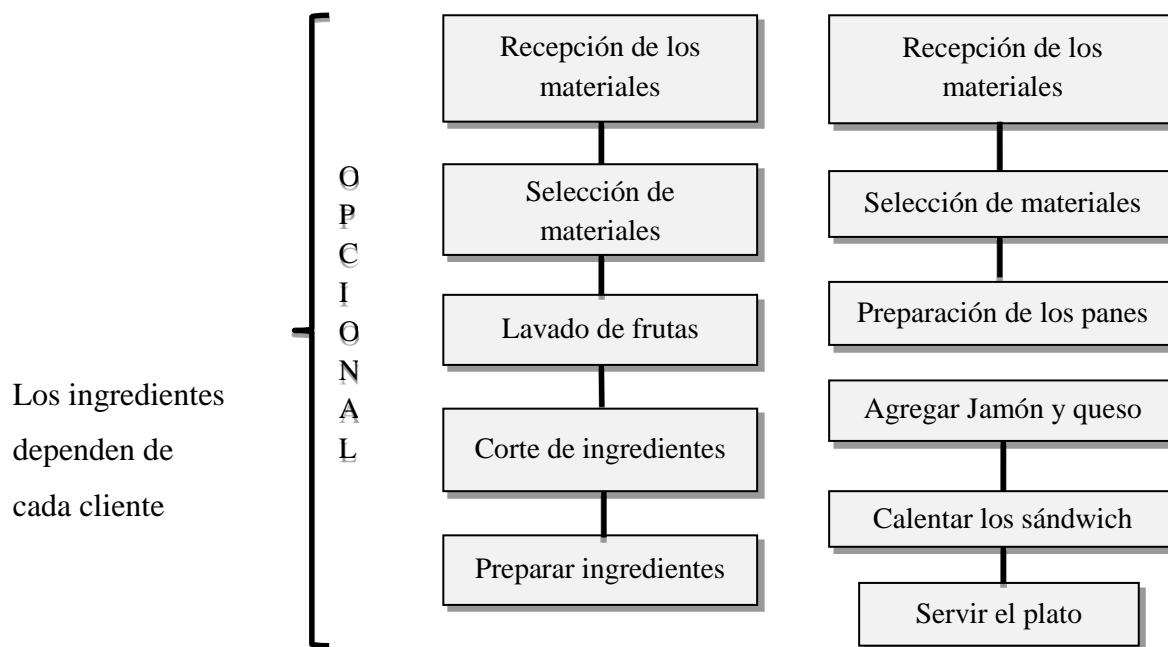 Los ingredientes
dependen de
cada cliente
O
P
C
I
O
N
A
L
Recepción de los
materiales
Selección de
materiales
Lavado de frutas
Corte de ingredientes
Preparar ingredientes
Recepción de los
materiales
Selección de materiales
Preparación de los panes
Agregar Jamón y queso
Calentar los sándwich
Servir el plato